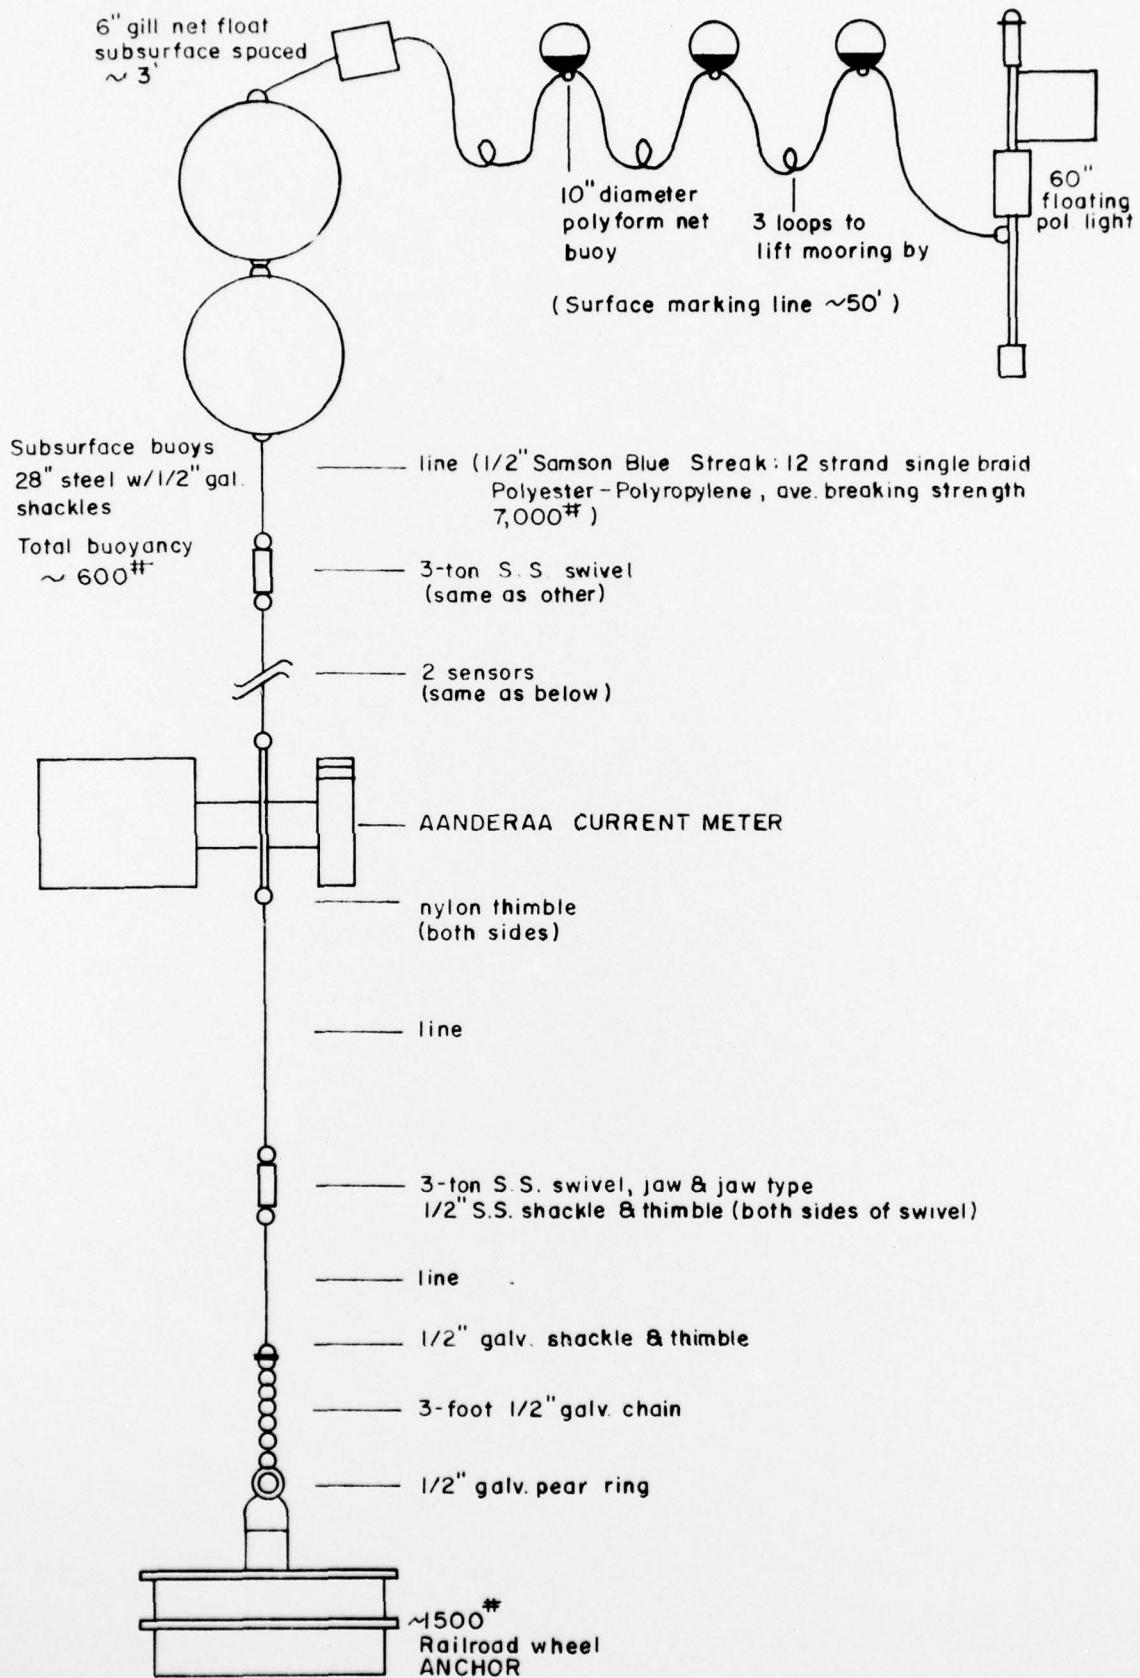 6" gill net float
subsurface spaced
~ 3'
10" diameter
polyform net
buoy
3 loops to
lift mooring by
60"
floating
pol. light
(Surface marking line ~50')
Subsurface buoys
28" steel w/1/2" gal.
shackles
Total buoyancy
~ 600#
line (1/2" Samson Blue Streak: 12 strand single braid
Polyester-Polyropylene, ave. breaking strength
7,000#)
3-ton S.S. swivel
(same as other)
2 sensors
(same as below)
AANDERAA CURRENT METER
nylon thimble
(both sides)
line
3-ton S.S. swivel, jaw & jaw type
1/2" S.S. shackle & thimble (both sides of swivel)
line
1/2" galv. shackle & thimble
3-foot 1/2" galv. chain
1/2" galv. pear ring
~1500#
Railroad wheel
ANCHOR